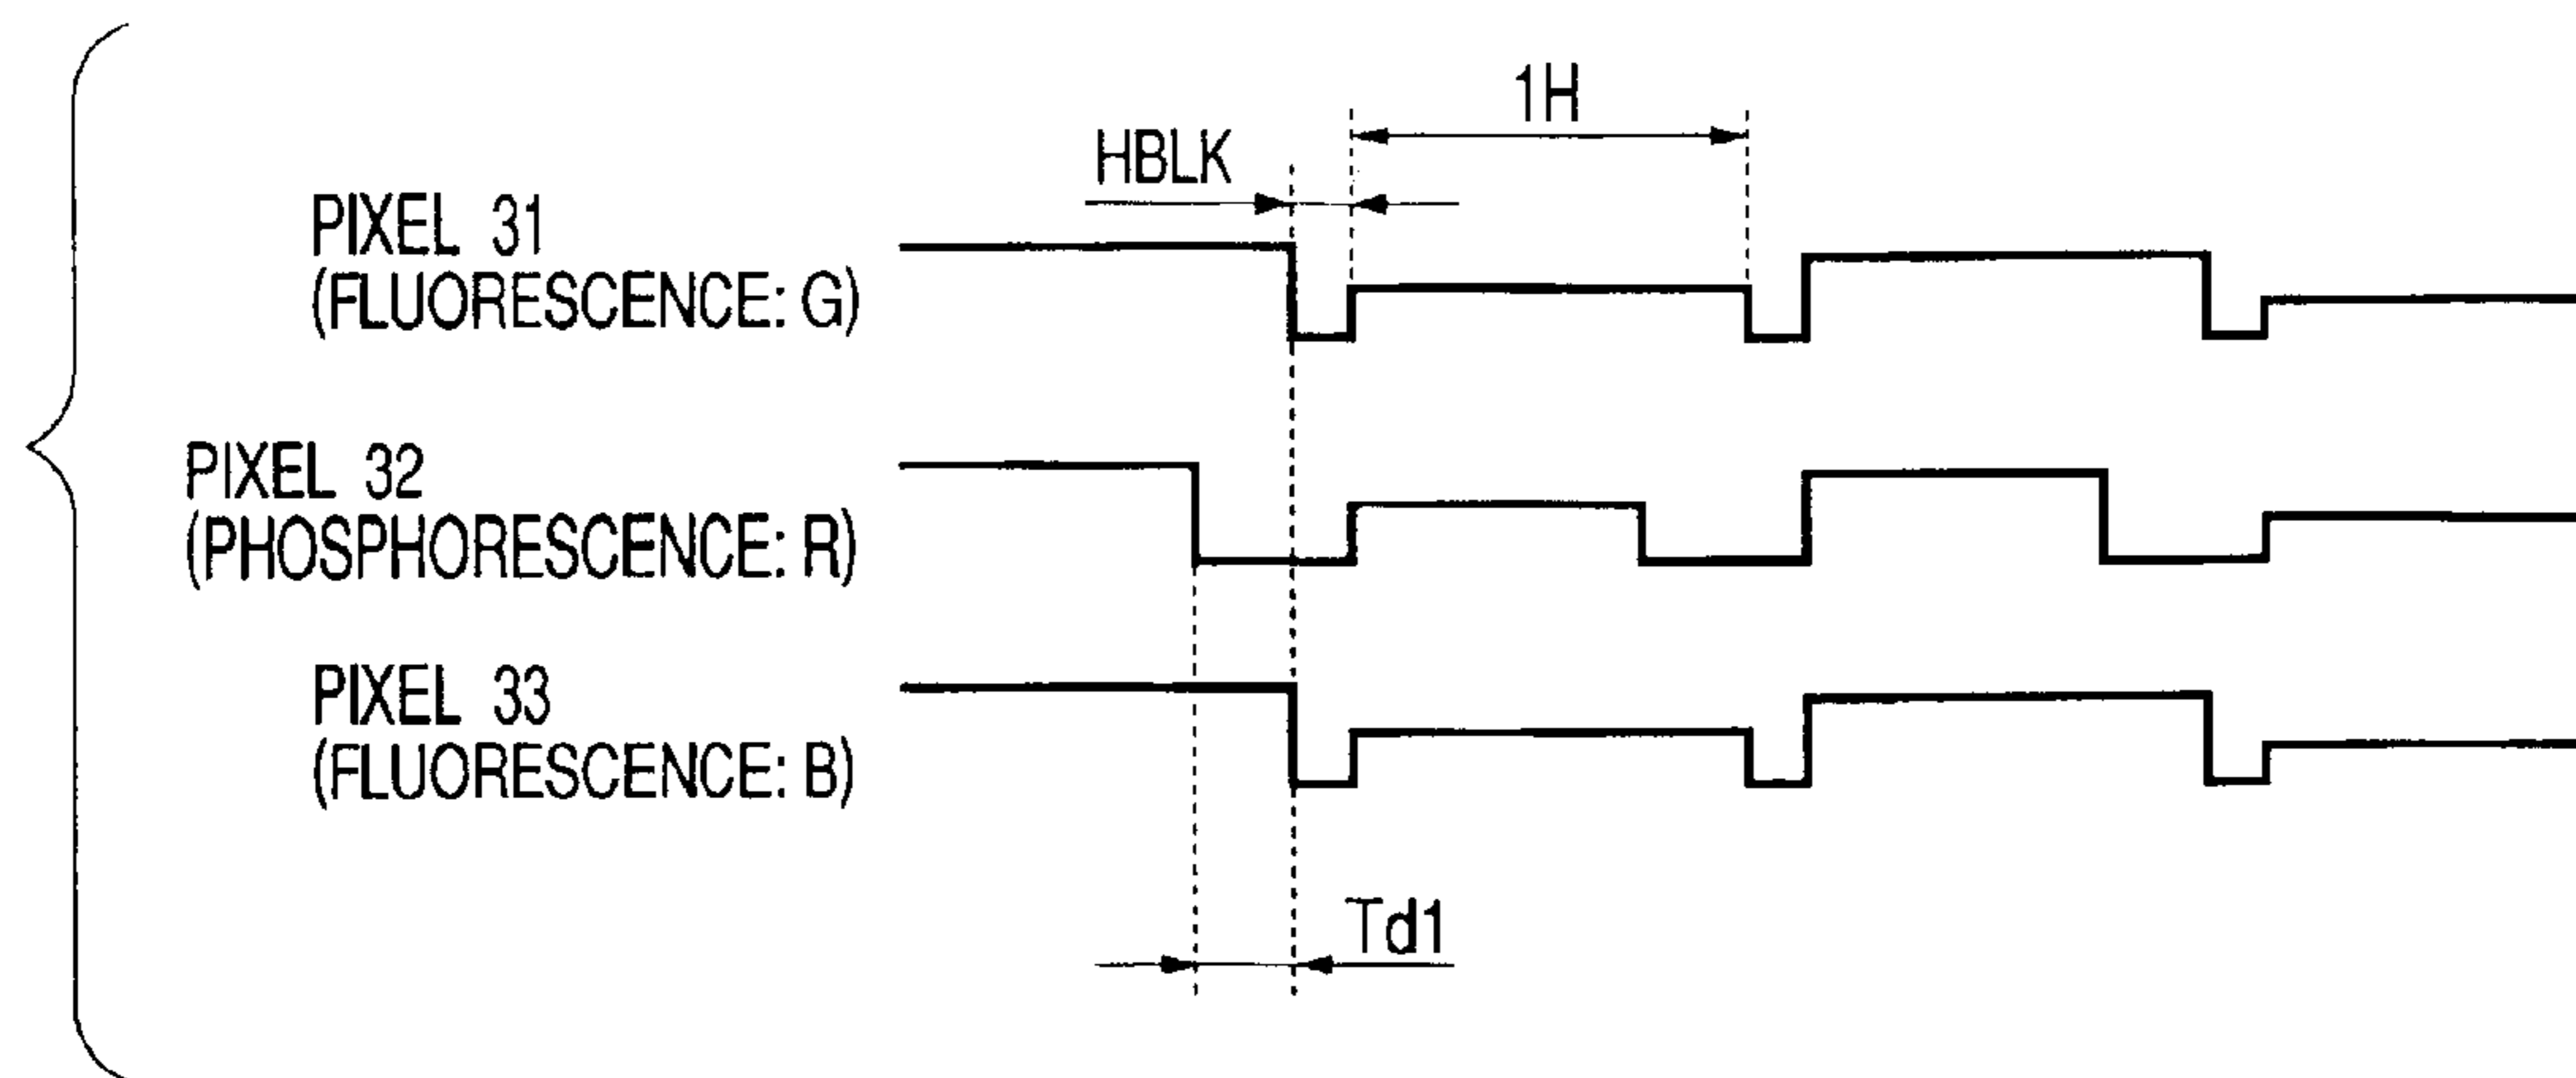 1H
HBLK
PIXEL 31
(FLUORESCENCE: G)
PIXEL 32
(PHOSPHORESCENCE: R)
PIXEL 33
(FLUORESCENCE: B)
Td1